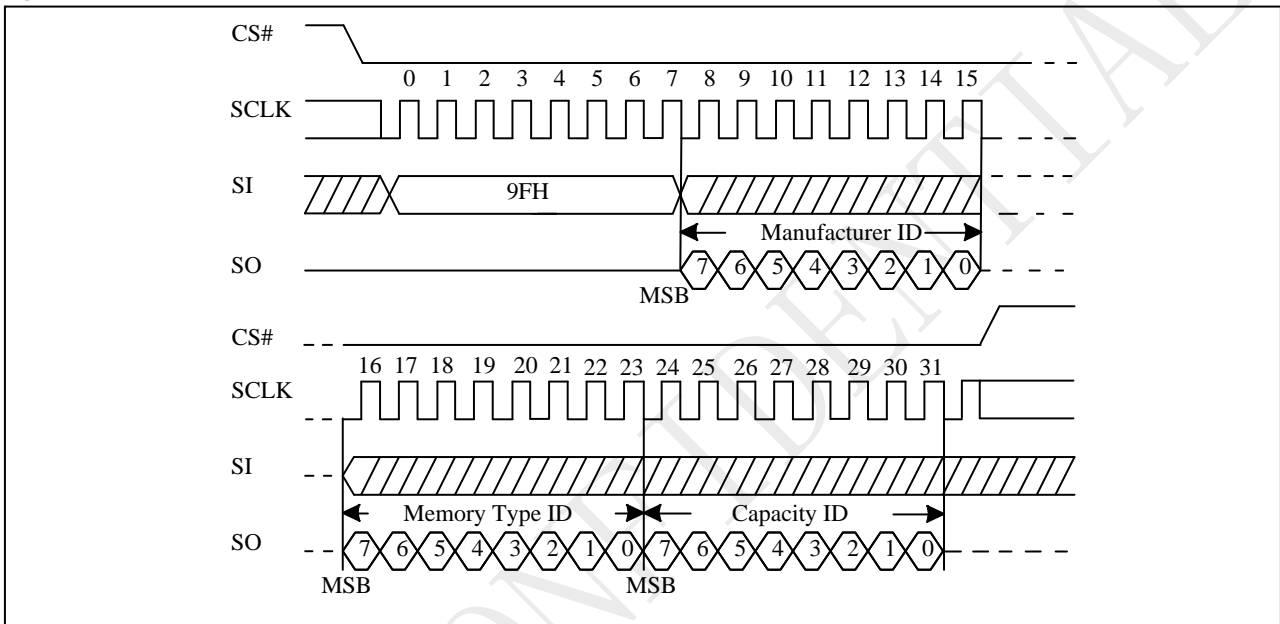 CS#
0 1 2 3 4 5 6 7 8 9 10 11 12 13 14 15
SCLK
SI
9FH
Manufacturer ID
SO
7 6 5 4 3 2 1 0
MSB
CS#
16 17 18 19 20 21 22 23 24 25 26 27 28 29 30 31
SCLK
SI
Memory Type ID Capacity ID
SO
7 6 5 4 3 2 1 0 7 6 5 4 3 2 1 0
MSB MSB